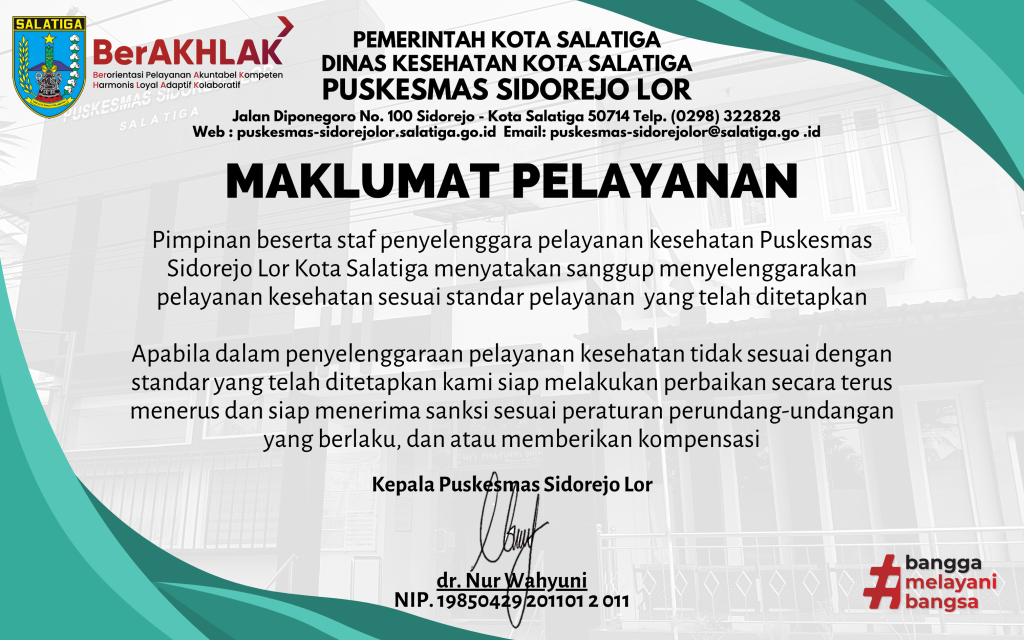 SALATIGA
BerAKHLAK
Berorientasi Pelayanan Akuntabel Kompeten
Harmonis Loyal Adaptif Kolaboratif
PUSKESMAS SIDOREJO LOR
SALATIGA
PEMERINTAH KOTA SALATIGA
DINAS KESEHATAN KOTA SALATIGA
PUSKESMAS SIDOREJO LOR
Jalan Diponegoro No. 100 Sidorejo - Kota Salatiga 50714 Telp. (0298) 322828
Web : puskesmas-sidorejolor.salatiga.go.id Email: puskesmas-sidorejolor@salatiga.go .id
MAKLUMAT PELAYANAN
Pimpinan beserta staf penyelenggara pelayanan kesehatan Puskesmas
Sidorejo Lor Kota Salatiga menyatakan sanggup menyelenggarakan
pelayanan kesehatan sesuai standar pelayanan yang telah ditetapkan
Apabila dalam penyelenggaraan pelayanan kesehatan tidak sesuai dengan
standar yang telah ditetapkan kami siap melakukan perbaikan secara terus
menerus dan siap menerima sanksi sesuai peraturan perundang-undangan
yang berlaku, dan atau memberikan kompensasi
Kepala Puskesmas Sidorejo Lor
dr. Nur Wahyuni
NIP. 19850429 201101 2 011
#bangga
melayani
bangsa